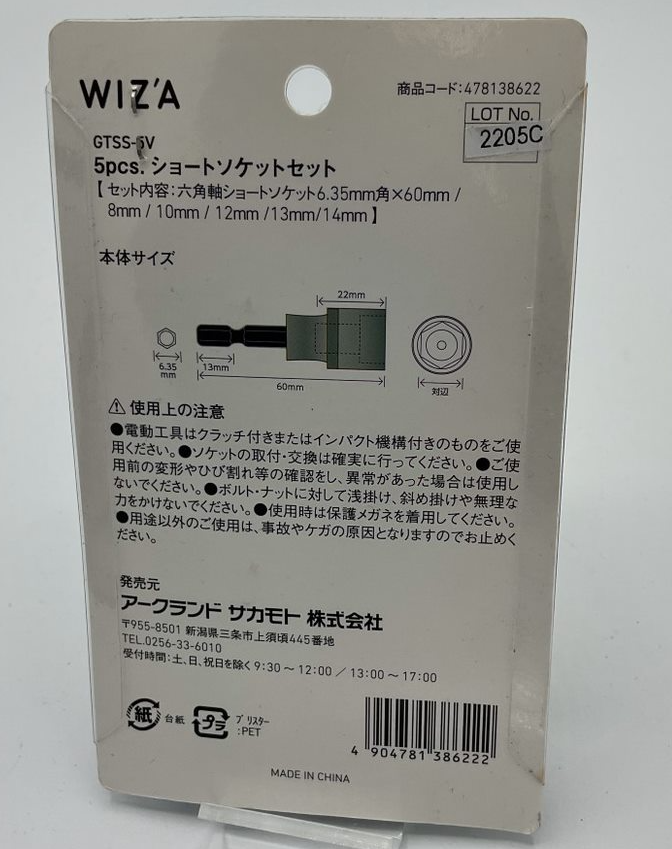 WIZ'A
商品コード:478138622
LOT No.
2205C
GTSS-5V
5pcs. ショートソケットセット
【 セット内容:六角軸ショートソケット6.35mm角×60mm /
8mm / 10mm / 12mm /13mm/14mm 】
本体サイズ
22mm
6.35
mm
13mm
60mm
対辺
⚠ 使用上の注意
●電動工具はクラッチ付きまたはインパクト機構付きのものをご使
用ください。●ソケットの取付・交換は確実に行ってください。●ご使
用前の変形やひび割れ等の確認をし、異常があった場合は使用し
ないでください。●ボルト・ナットに対して浅掛け、斜め掛けや無理な
力をかけないでください。●使用時は保護メガネを着用してください。
●用途以外のご使用は、事故やケガの原因となりますのでお止めく
ださい。
発売元
アークランド サカモト 株式会社
〒955-8501 新潟県三条市上須頃445番地
TEL.0256-33-6010
受付時間:土、日、祝日を除く 9:30 ~ 12:00 / 13:00 ~ 17:00
紙 台紙 プラ ブリスター
:PET
4 904781 386222
MADE IN CHINA